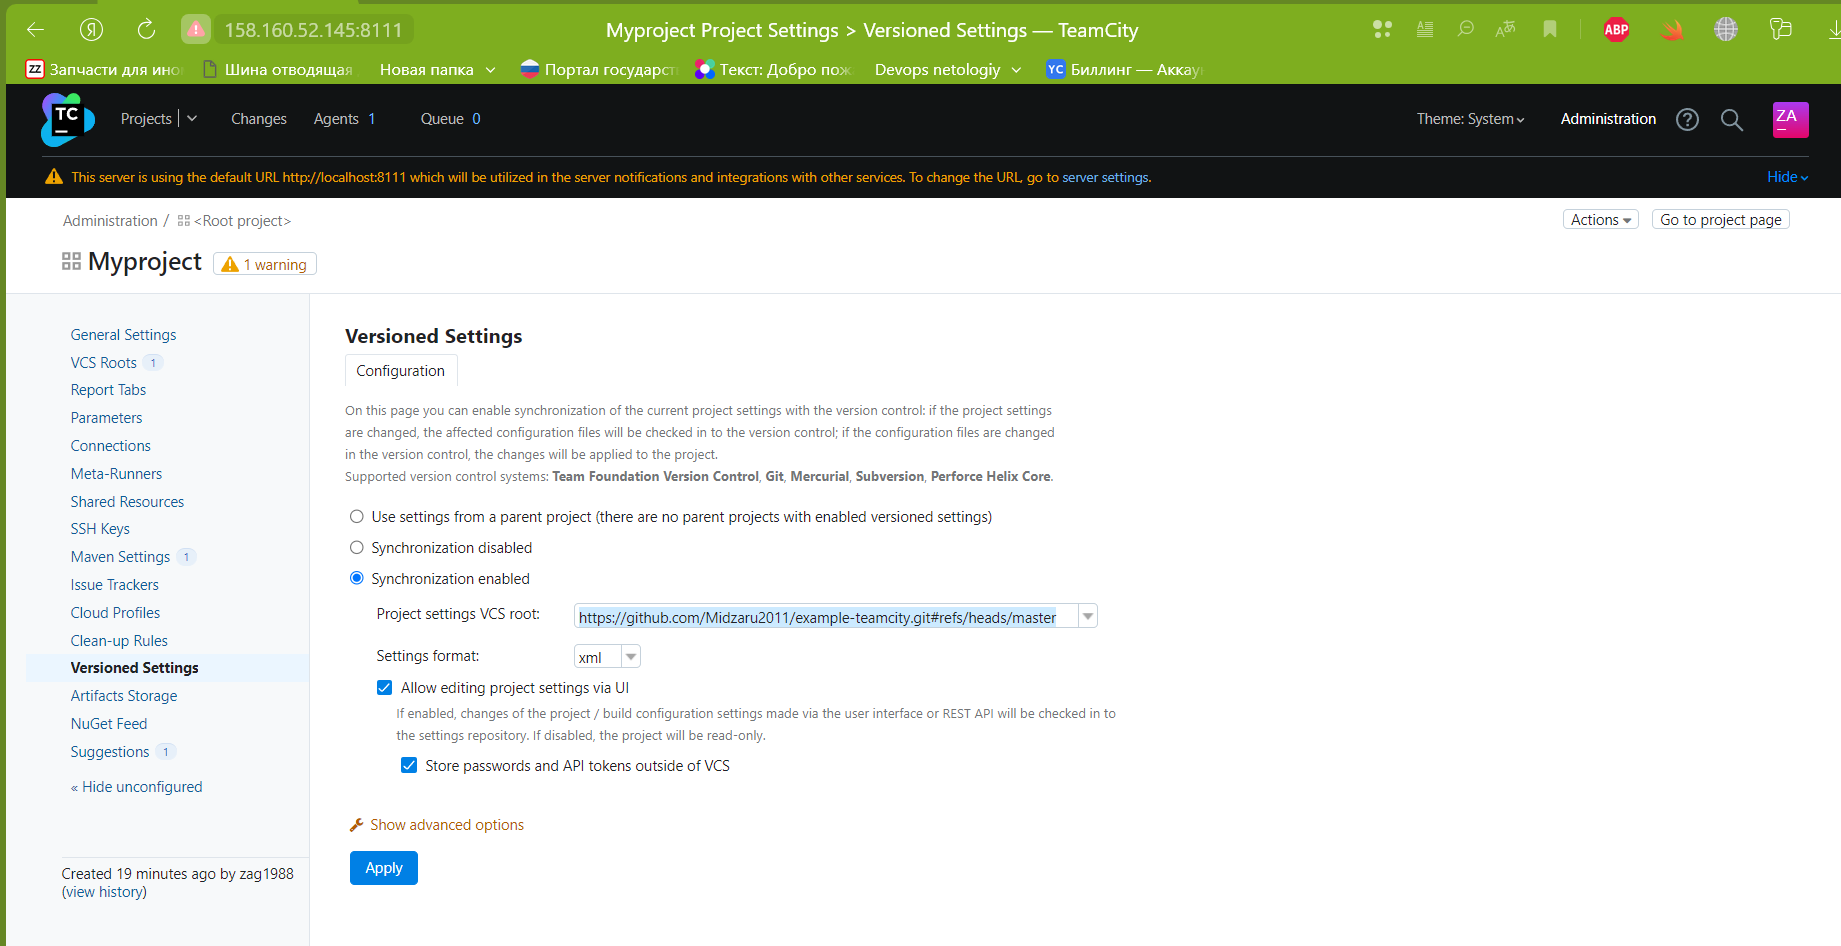 158.160.52.145:8111
Myproject Project Settings > Versioned Settings — TeamCity
ABP
ZZ Запчасти для ино
Шина отводящая
Новая папка
Портал государст
Текст: Добро пож
Devops netologiy
YC Биллинг — Аккау
TC
Projects
Changes
Agents 1
Queue 0
Theme: System
Administration
ZA
This server is using the default URL http://localhost:8111 which will be utilized in the server notifications and integrations with other services. To change the URL, go to server settings.
Hide
Administration / <Root project>
Actions
Go to project page
Myproject
1 warning
General Settings
VCS Roots 1
Report Tabs
Parameters
Connections
Meta-Runners
Shared Resources
SSH Keys
Maven Settings 1
Issue Trackers
Cloud Profiles
Clean-up Rules
Versioned Settings
Artifacts Storage
NuGet Feed
Suggestions 1
« Hide unconfigured
Created 19 minutes ago by zag1988
(view history)
Versioned Settings
Configuration
On this page you can enable synchronization of the current project settings with the version control: if the project settings
are changed, the affected configuration files will be checked in to the version control; if the configuration files are changed
in the version control, the changes will be applied to the project.
Supported version control systems: Team Foundation Version Control, Git, Mercurial, Subversion, Perforce Helix Core.
Use settings from a parent project (there are no parent projects with enabled versioned settings)
Synchronization disabled
Synchronization enabled
Project settings VCS root: https://github.com/Midzaru2011/example-teamcity.git#refs/heads/master
Settings format: xml
Allow editing project settings via UI
If enabled, changes of the project / build configuration settings made via the user interface or REST API will be checked in to
the settings repository. If disabled, the project will be read-only.
Store passwords and API tokens outside of VCS
Show advanced options
Apply